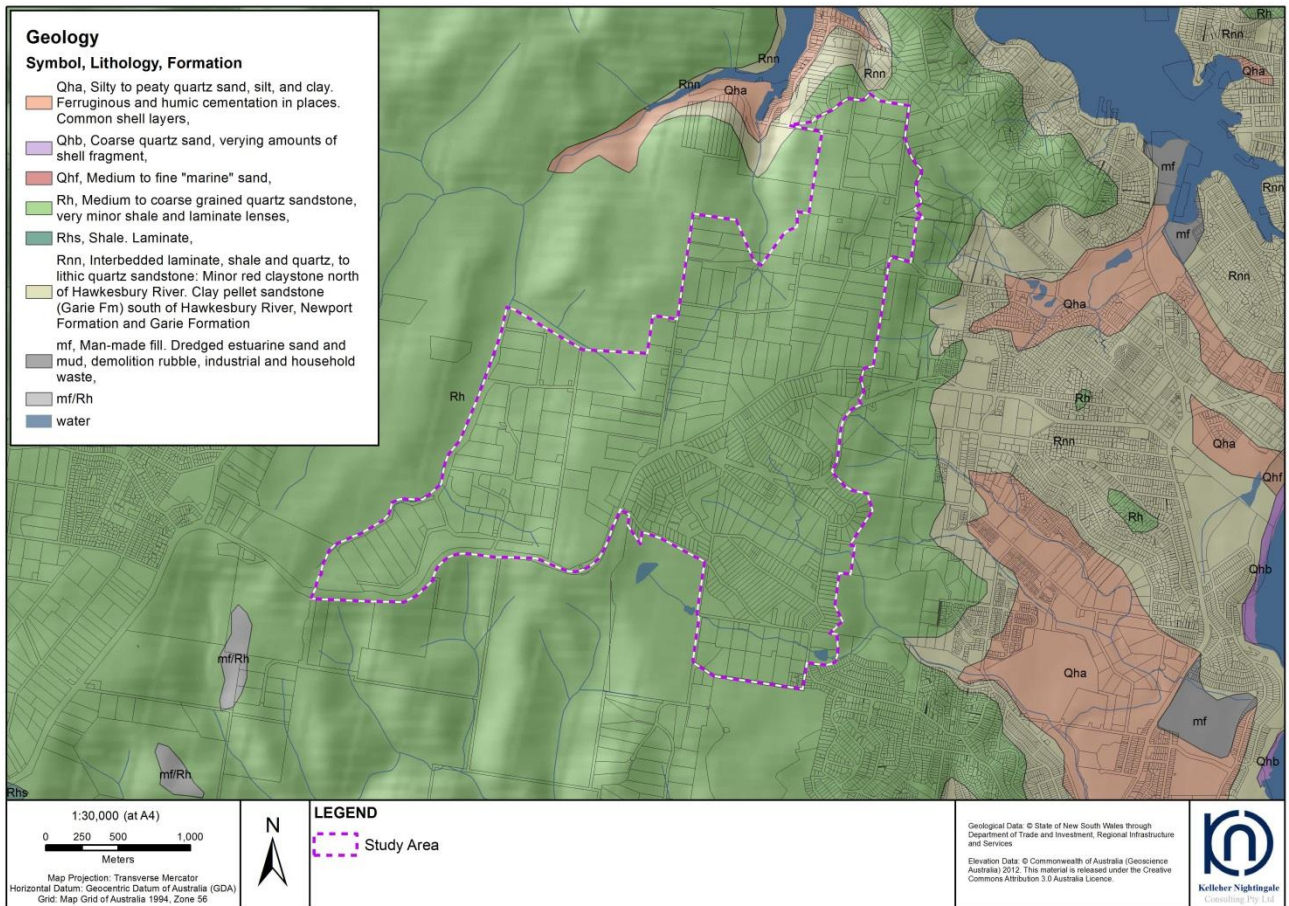 Geology
Symbol, Lithology, Formation
Qha, Silty to peaty quartz sand, silt, and clay.
Ferruginous and humic cementation in places.
Common shell layers,
Qhb, Coarse quartz sand, verying amounts of
shell fragment,
Qhf, Medium to fine "marine" sand,
Rh, Medium to coarse grained quartz sandstone,
very minor shale and laminate lenses,
Rhs, Shale. Laminate,
Rnn, Interbedded laminate, shale and quartz, to
lithic quartz sandstone: Minor red claystone north
of Hawkesbury River. Clay pellet sandstone
(Garie Fm) south of Hawkesbury River, Newport
Formation and Garie Formation
mf, Man-made fill. Dredged estuarine sand and
mud, demolition rubble, industrial and household
waste,
mf/Rh
water
Rh
Rnn
Rnn
Rnn
Rnn
Qha
Qha
mf
Rnn
mf
Rnn
Qha
Rh
Rh
Qha
Rnn
Qhf
Rh
Qhb
mf/Rh
Qha
mf
Qhb
mf/Rh
Rhs
1:30,000 (at A4)
0 250 500 1,000
Meters
Map Projection: Transverse Mercator
Horizontal Datum: Geocentric Datum of Australia (GDA)
Grid: Map Grid of Australia 1994, Zone 56
N
LEGEND
Study Area
Geological Data: © State of New South Wales through
Department of Trade and Investment, Regional Infrastructure
and Services
Elevation Data: © Commonwealth of Australia (Geoscience
Australia) 2012. This material is released under the Creative
Commons Attribution 3.0 Australia Licence.
Kelleher Nightingale
Consulting Pty Ltd